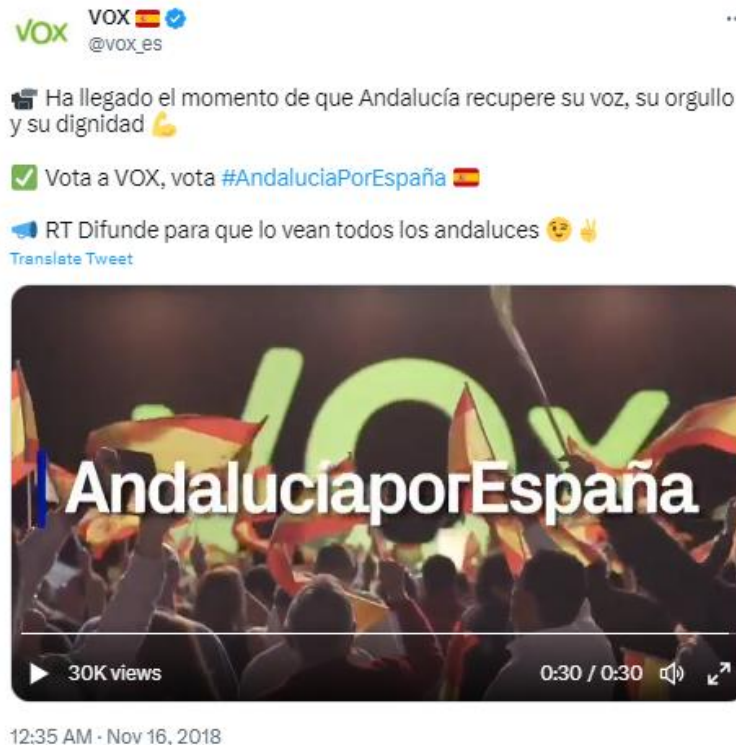 VOX
VOX 🇪🇸
@vox_es
📹 Ha llegado el momento de que Andalucía recupere su voz, su orgullo
y su dignidad 💪
✅ Vota a VOX, vota #AndaluciaPorEspaña 🇪🇸
📣 RT Difunde para que lo vean todos los andaluces 😉✌
Translate Tweet
VOX
AndalucíaporEspaña
30K views
0:30 / 0:30
12:35 AM · Nov 16, 2018